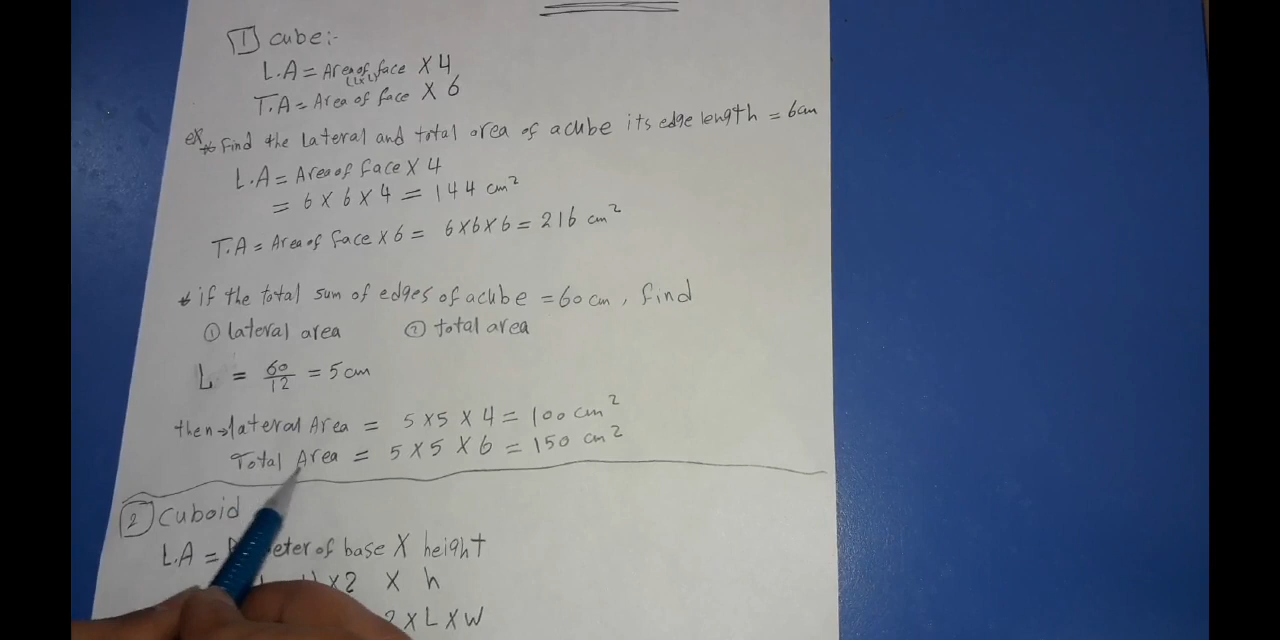 1 Cube:-
L.A = Area of face X 4
(L×L)
T.A = Area of face X 6
ex * find the lateral and total area of a cube its edge length = 6cm
L.A = Area of face X 4
= 6 X 6 X 4 = 144 cm²
T.A = Area of face X 6 = 6X6X6 = 216 cm²
* if the total sum of edges of a cube = 60 cm, find
① lateral area ② total area
L = 60/12 = 5 cm
then → lateral Area = 5 X5 X 4 = 100 cm²
Total Area = 5 X 5 X 6 = 150 cm²
2 Cuboid
L.A = of base X height
X2 X h
X L X W